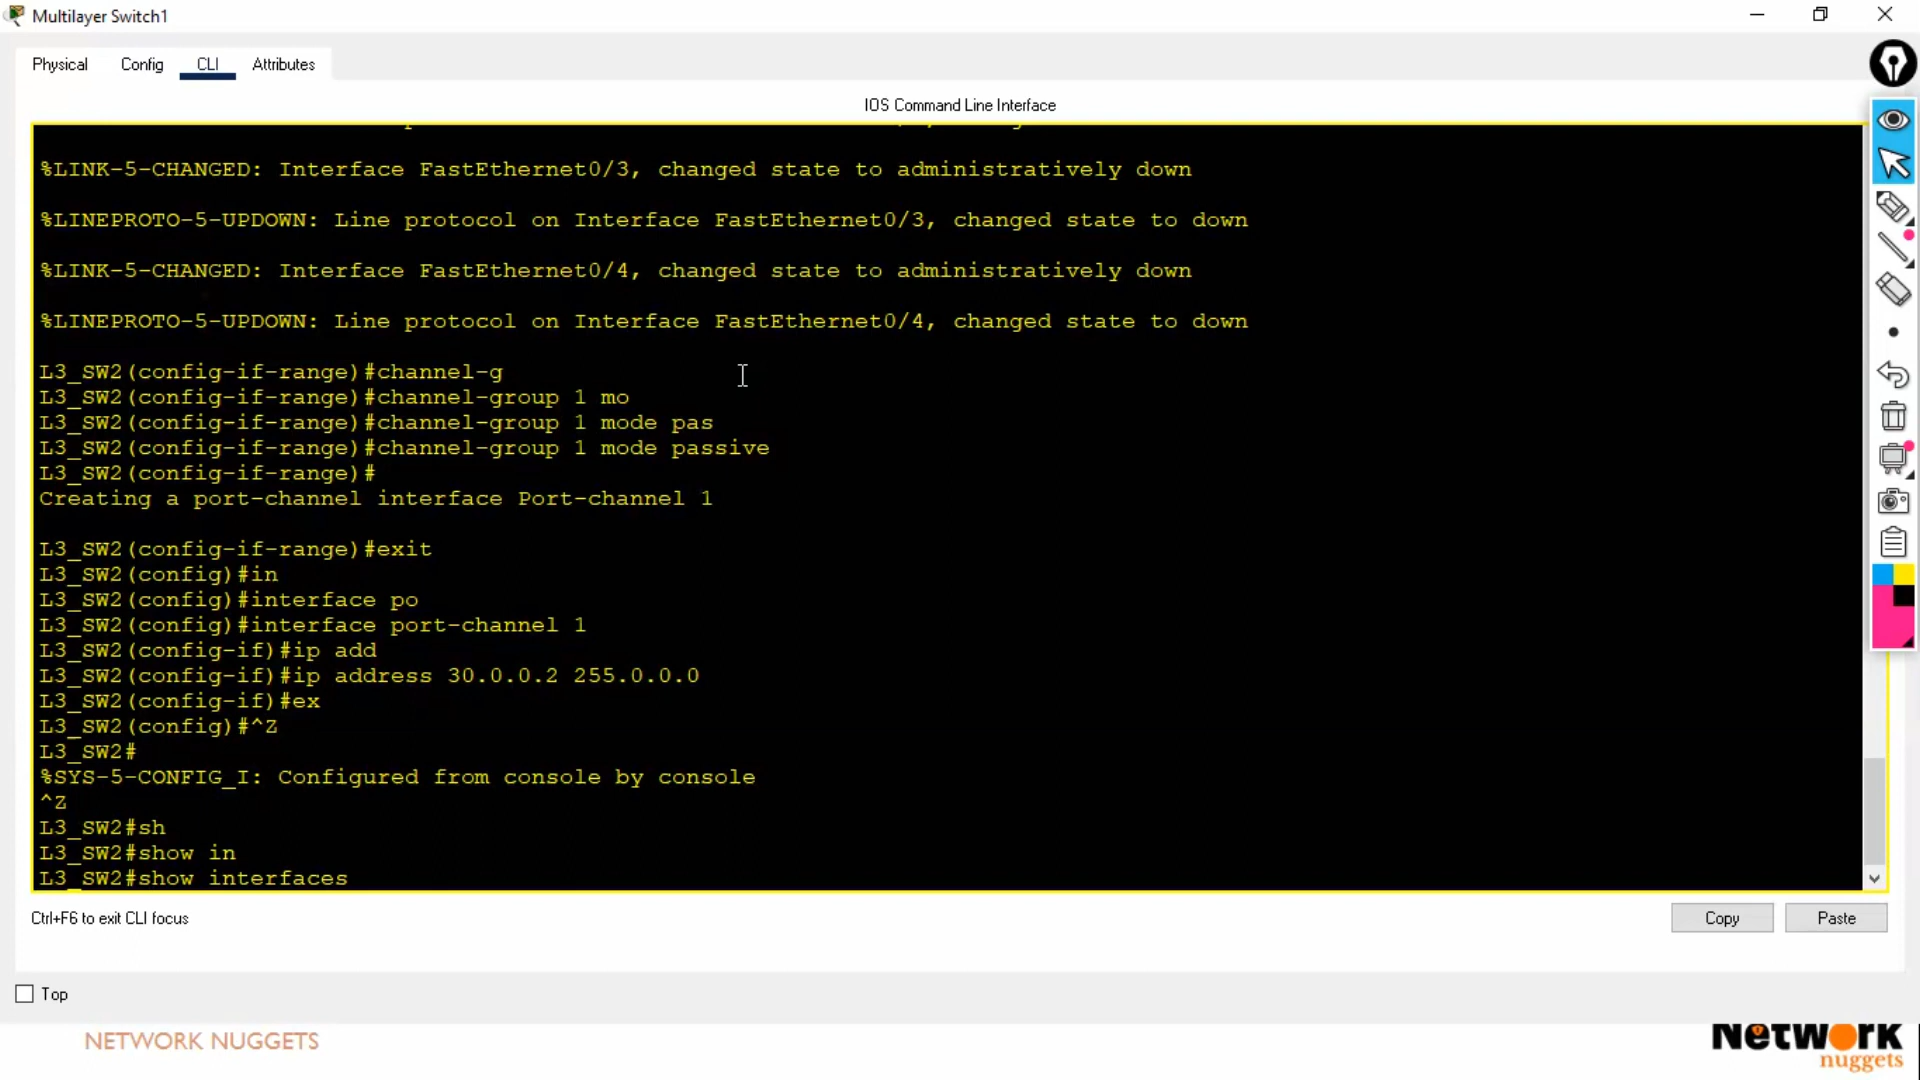 Multilayer Switch1
Physical Config CLI Attributes
IOS Command Line Interface
%LINK-5-CHANGED: Interface FastEthernet0/3, changed state to administratively down
%LINEPROTO-5-UPDOWN: Line protocol on Interface FastEthernet0/3, changed state to down
%LINK-5-CHANGED: Interface FastEthernet0/4, changed state to administratively down
%LINEPROTO-5-UPDOWN: Line protocol on Interface FastEthernet0/4, changed state to down
L3_SW2(config-if-range)#channel-g
L3_SW2(config-if-range)#channel-group 1 mo
L3_SW2(config-if-range)#channel-group 1 mode pas
L3_SW2(config-if-range)#channel-group 1 mode passive
L3_SW2(config-if-range)#
Creating a port-channel interface Port-channel 1
L3_SW2(config-if-range)#exit
L3_SW2(config)#in
L3_SW2(config)#interface po
L3_SW2(config)#interface port-channel 1
L3_SW2(config-if)#ip add
L3_SW2(config-if)#ip address 30.0.0.2 255.0.0.0
L3_SW2(config-if)#ex
L3_SW2(config)#^Z
L3_SW2#
%SYS-5-CONFIG_I: Configured from console by console
^Z
L3_SW2#sh
L3_SW2#show in
L3_SW2#show interfaces
Ctrl+F6 to exit CLI focus
Copy Paste
Top
NETWORK NUGGETS
Network
nuggets